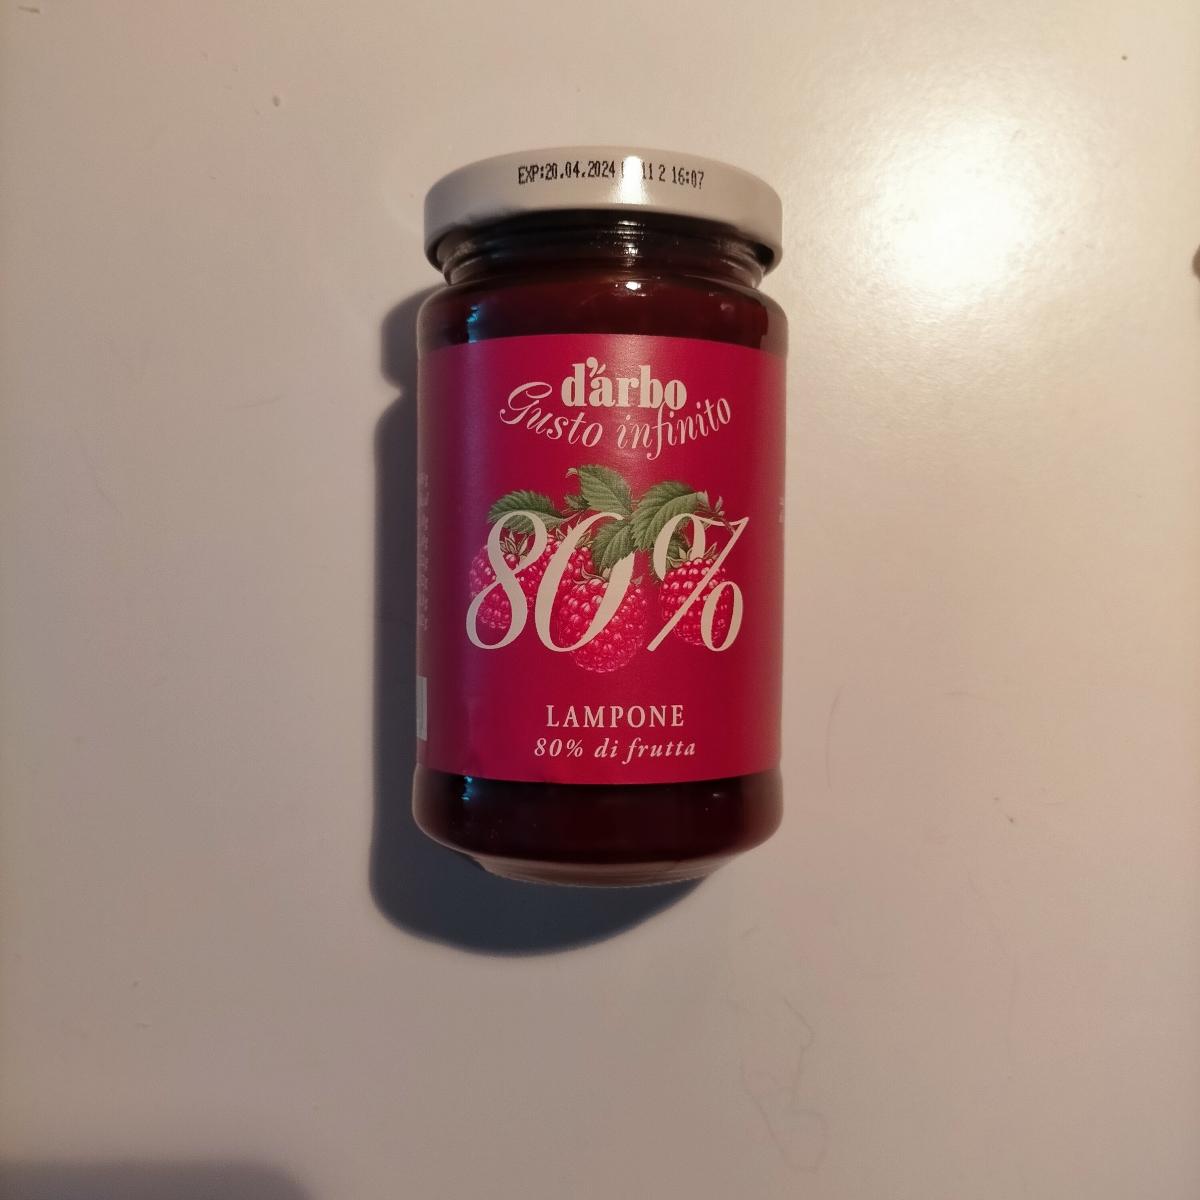 EXP:20.04.2024 11 2 16:07
d'arbo
Gusto infinito
80%
LAMPONE
80% di frutta